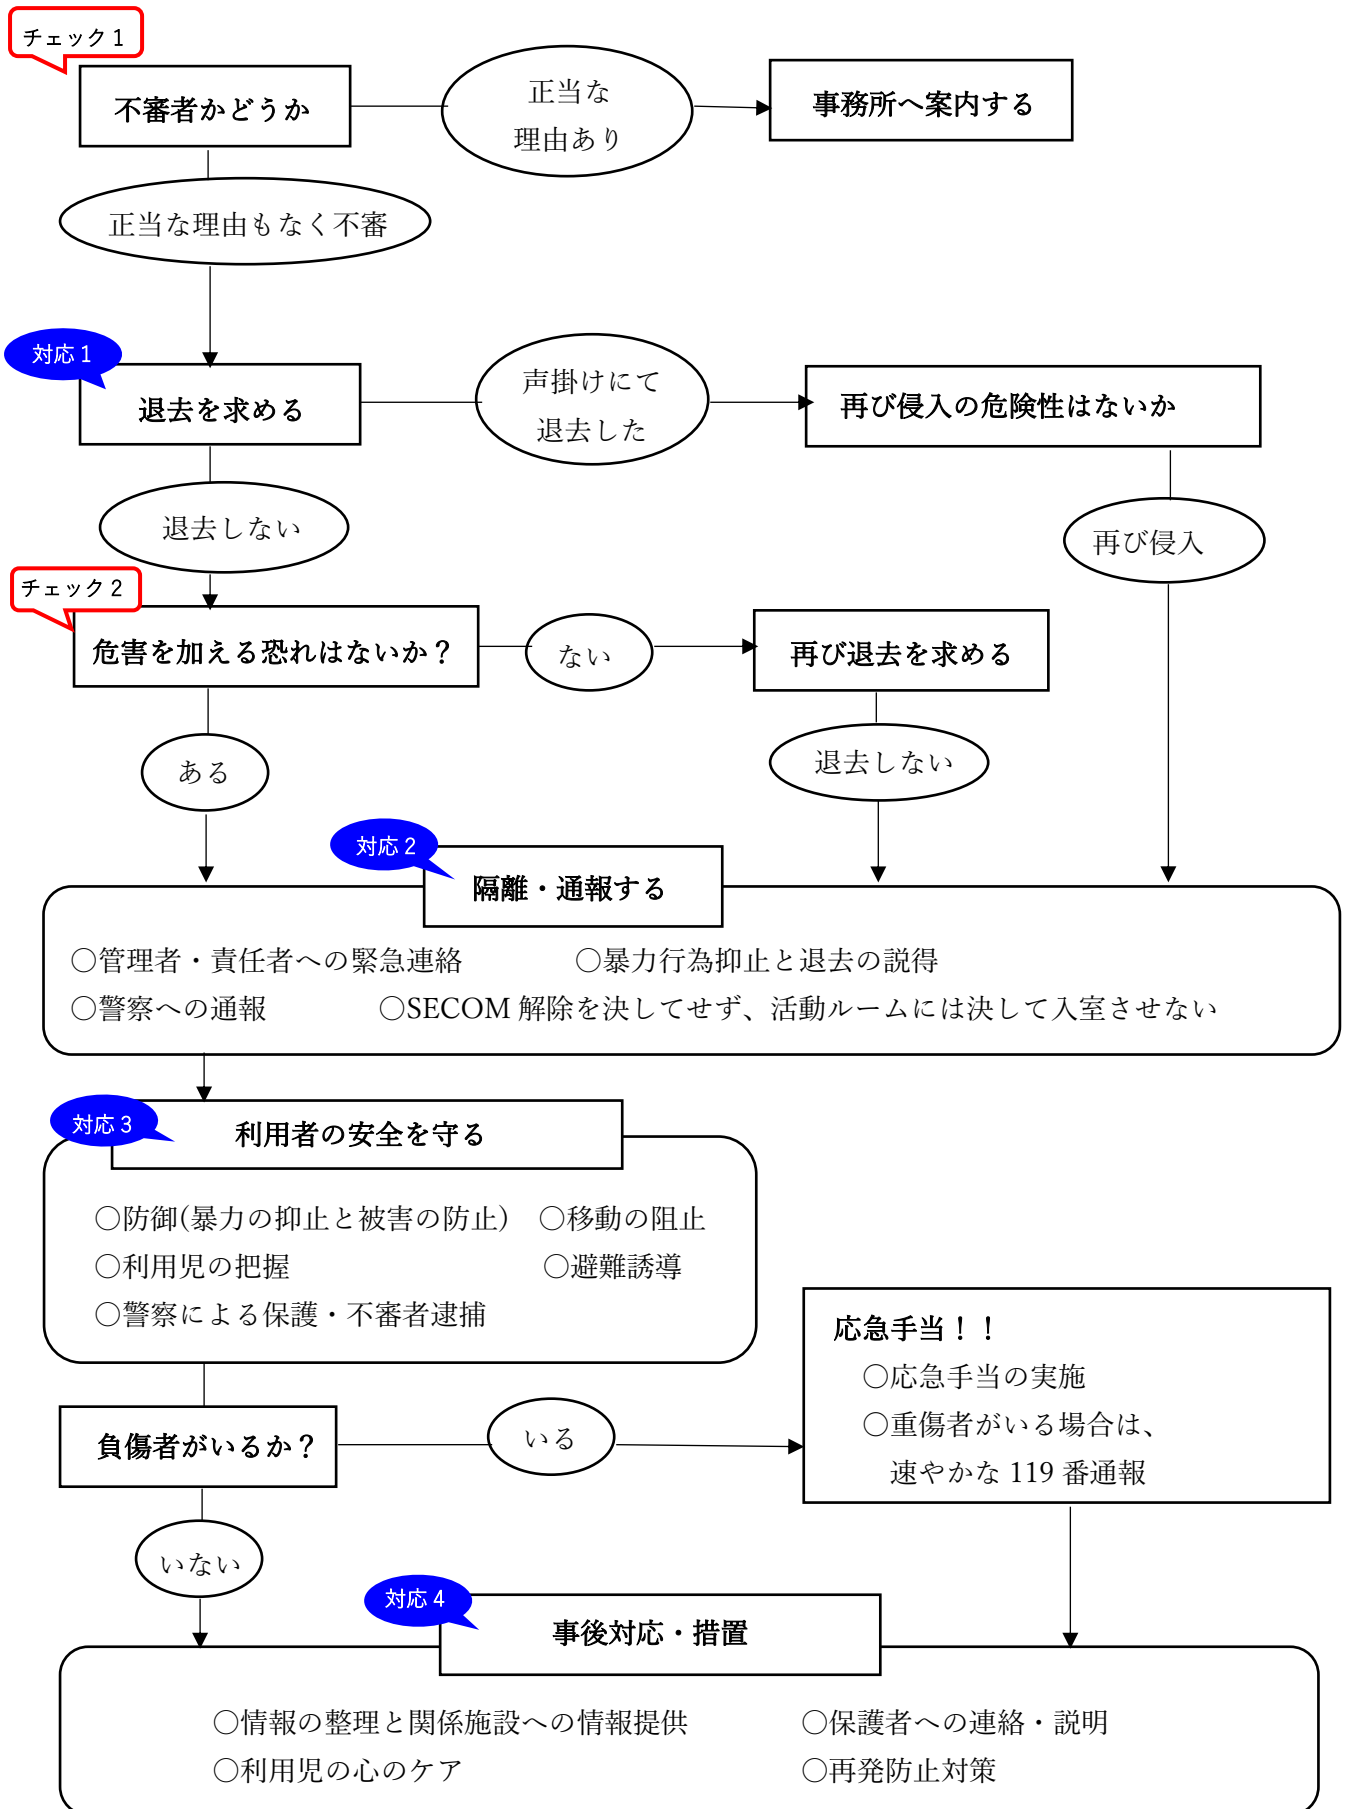 チェック 1
不審者かどうか
正当な
理由あり
事務所へ案内する
正当な理由もなく不審
対応 1
退去を求める
声掛けにて
退去した
再び侵入の危険性はないか
退去しない
再び侵入
チェック 2
危害を加える恐れはないか？
ない
再び退去を求める
ある
退去しない
対応 2
隔離・通報する
〇管理者・責任者への緊急連絡　　　　〇暴力行為抑止と退去の説得
〇警察への通報　　　　〇SECOM 解除を決してせず、活動ルームには決して入室させない
対応 3
利用者の安全を守る
〇防御(暴力の抑止と被害の防止)　〇移動の阻止
〇利用児の把握　　　　　　　　　〇避難誘導
〇警察による保護・不審者逮捕
応急手当！！
〇応急手当の実施
〇重傷者がいる場合は、
速やかな 119 番通報
負傷者がいるか？
いる
いない
対応 4
事後対応・措置
〇情報の整理と関係施設への情報提供　　　　〇保護者への連絡・説明
〇利用児の心のケア　　　　　　　　　　　　〇再発防止対策